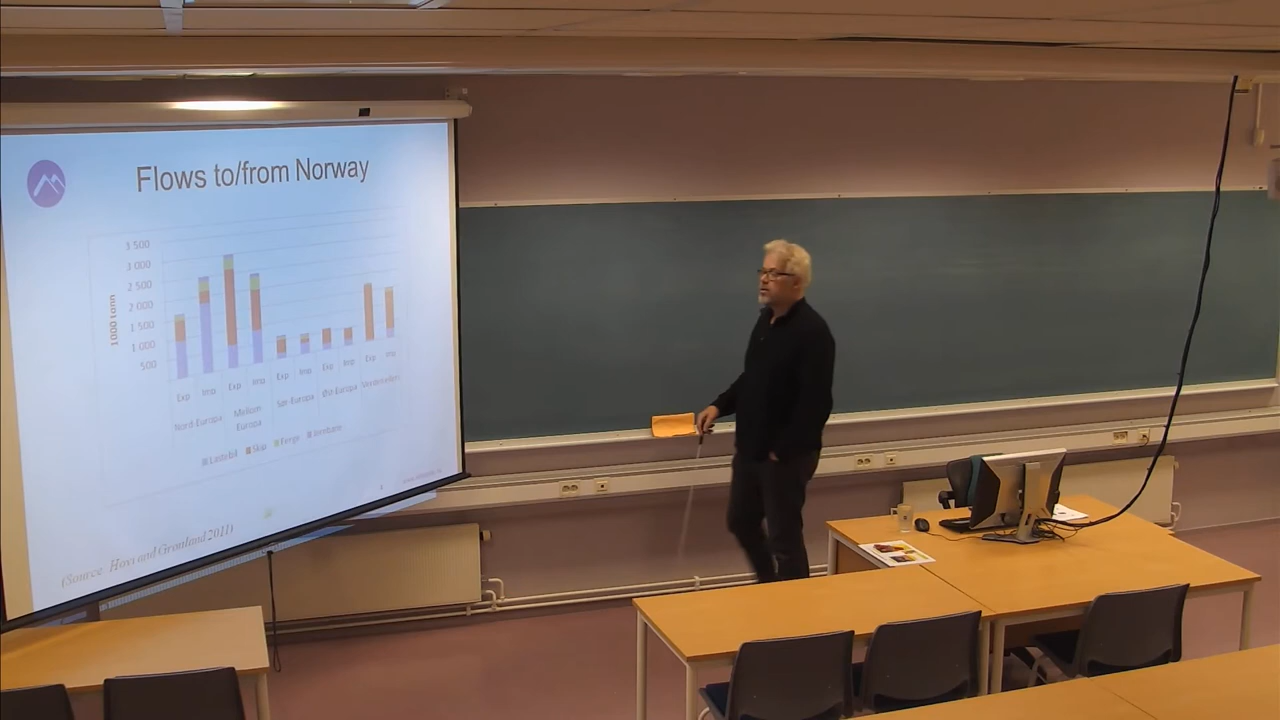 Flows to/from Norway
3 500
3 000
2 500
2 000
1 500
1 000
500
1000 tonn
Exp Imp Exp Imp Exp Imp Exp Imp Exp Imp
Nord-Europa Mellom- Europa Sør-Europa Øst-Europa
Lastebil Skip Ferge Jernbane
(Source: Hovi and Grønland 2011)